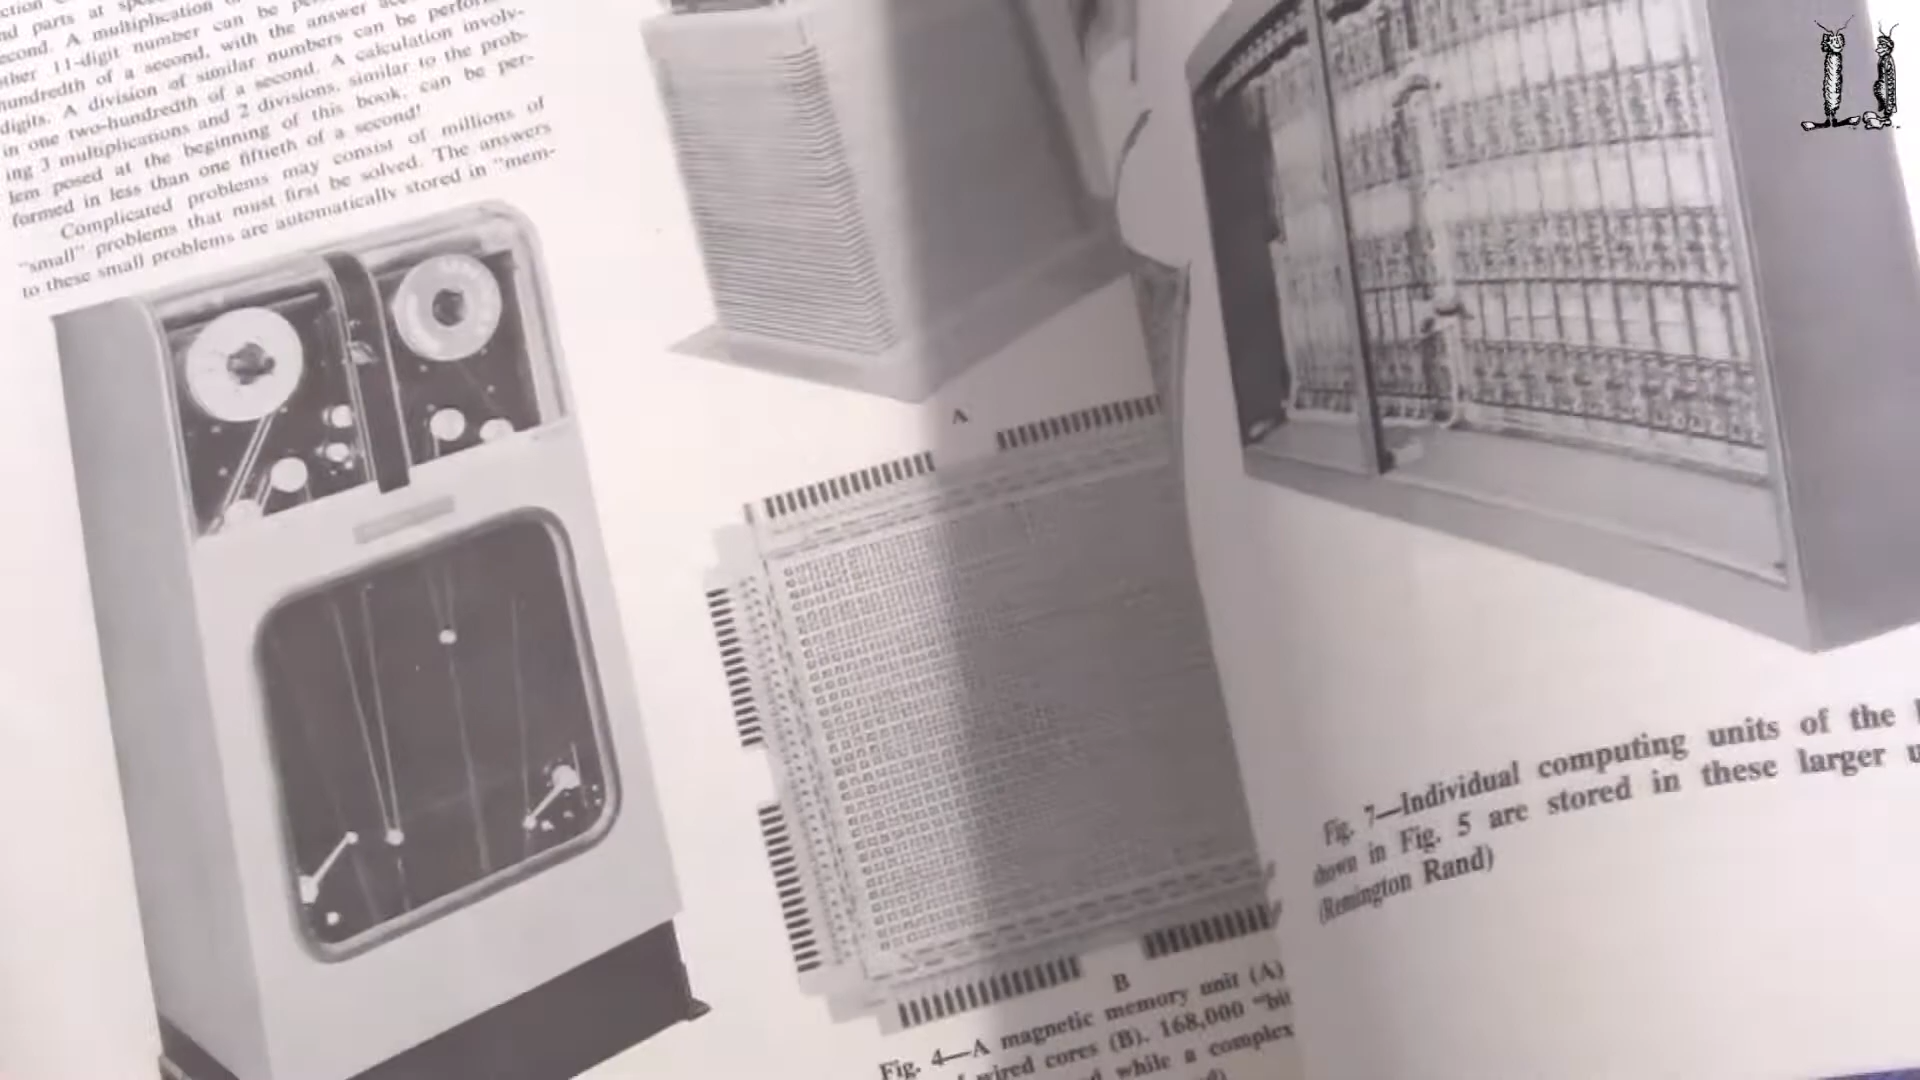 nd parts at
second. A multiplication
other 11-digit number can be
hundredth of a second, with the answer
digits. A division of similar numbers can be perfor
in one two-hundredth of a second. A calculation involv-
ing 3 multiplications and 2 divisions, similar to the prob-
lem posed at the beginning of this book, can be per-
formed in less than one fiftieth of a second!
Complicated problems may consist of millions of
"small" problems that must first be solved. The answers
to these small problems are automatically stored in "mem-
A
B
Fig. 4—A magnetic memory unit (A)
wired cores (B). 168,000 "bit
while a complex
Fig. 7—Individual computing units of the
shown in Fig. 5 are stored in these larger u
(Remington Rand)